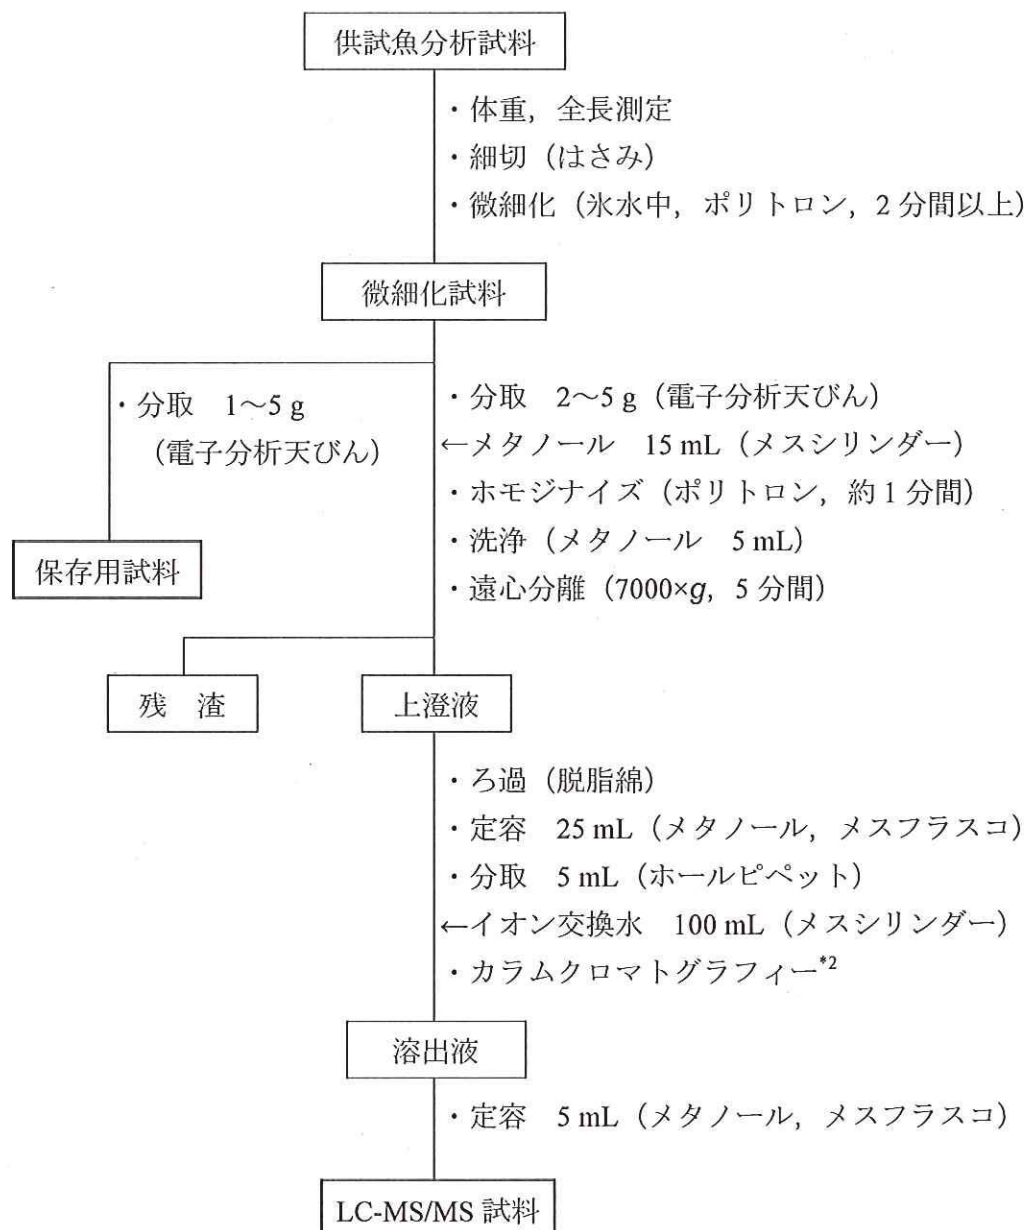 供試魚分析試料
・体重，全長測定
・細切（はさみ）
・微細化（氷水中，ポリトロン，2 分間以上）
微細化試料
・分取　1～5 g
（電子分析天びん）
・分取　2～5 g（電子分析天びん）
←メタノール　15 mL（メスシリンダー）
・ホモジナイズ（ポリトロン，約 1 分間）
・洗浄（メタノール　5 mL）
・遠心分離（7000×g，5 分間）
保存用試料
残　渣
上澄液
・ろ過（脱脂綿）
・定容　25 mL（メタノール，メスフラスコ）
・分取　5 mL（ホールピペット）
←イオン交換水　100 mL（メスシリンダー）
・カラムクロマトグラフィー*2
溶出液
・定容　5 mL（メタノール，メスフラスコ）
LC-MS/MS 試料